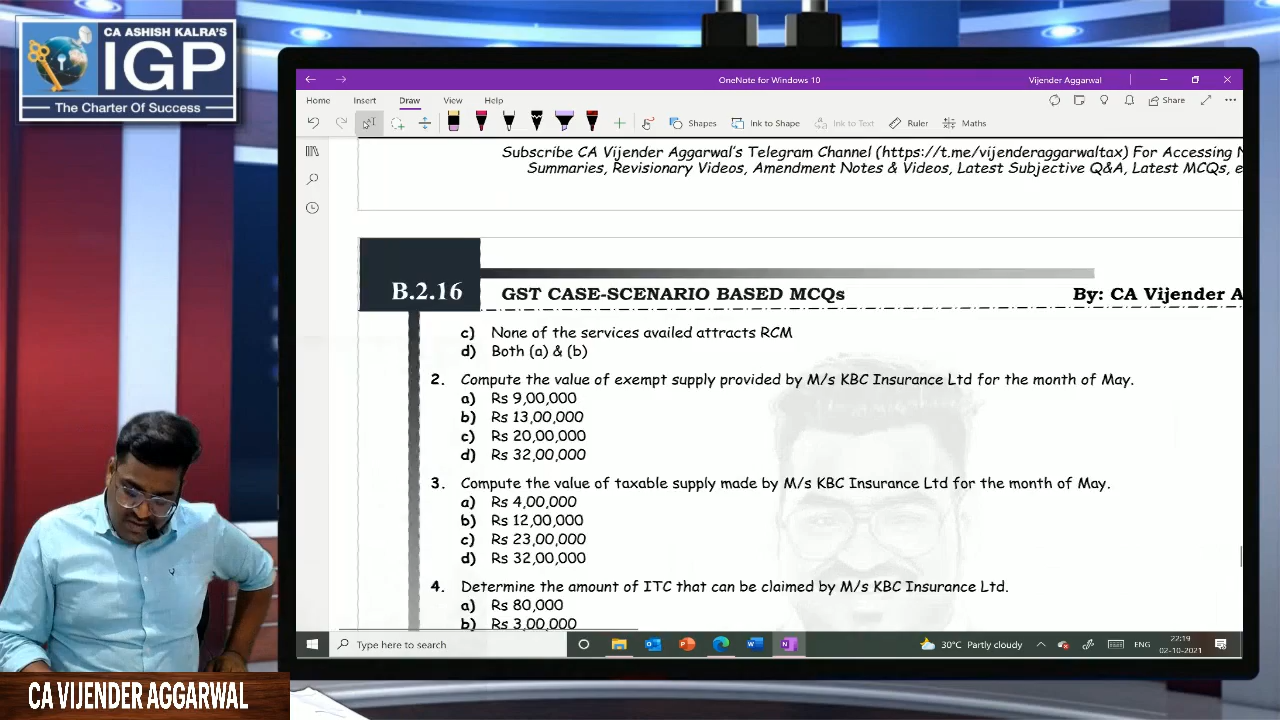 CA ASHISH KALRA'S
IGP
The Charter Of Success
OneNote for Windows 10
Vijender Aggarwal
Home Insert Draw View Help
Share
Shapes Ink to Shape Ink to Text Ruler Maths
Subscribe CA Vijender Aggarwal's Telegram Channel (https://t.me/vijenderaggarwaltax) For Accessing N
Summaries, Revisionary Videos, Amendment Notes & Videos, Latest Subjective Q&A, Latest MCQs, e
B.2.16 GST CASE-SCENARIO BASED MCQs By: CA Vijender A
c) None of the services availed attracts RCM
d) Both (a) & (b)
2. Compute the value of exempt supply provided by M/s KBC Insurance Ltd for the month of May.
a) Rs 9,00,000
b) Rs 13,00,000
c) Rs 20,00,000
d) Rs 32,00,000
3. Compute the value of taxable supply made by M/s KBC Insurance Ltd for the month of May.
a) Rs 4,00,000
b) Rs 12,00,000
c) Rs 23,00,000
d) Rs 32,00,000
4. Determine the amount of ITC that can be claimed by M/s KBC Insurance Ltd.
a) Rs 80,000
b) Rs 3,00,000
Type here to search
30°C Partly cloudy
ENG
22:19
02-10-2021
CA VIJENDER AGGARWAL